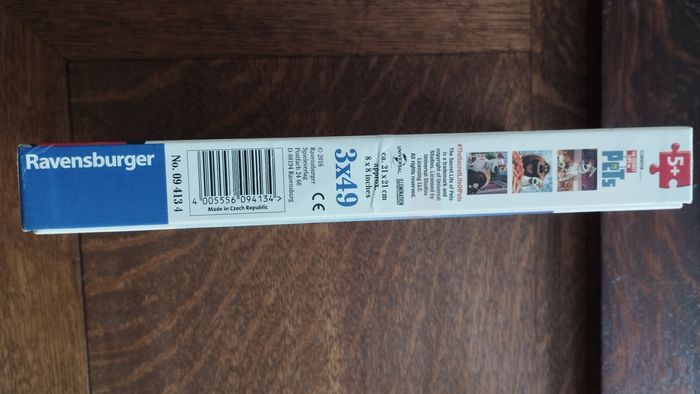 Ravensburger
No. 09 413 4
4 005556 094134 >
Made in Czech Republic
© 2016
Ravensburger
Spieleverlag
Postfach 24 60
D-88194 Ravensburg
CE
3x49
approx.
ca. 21 x 21 cm
8 x 8 inches
UNIVERSAL
ILLUMINATION
#TheSecretLifeOfPets
The Secret Life of Pets
is a trademark and
copyright of Universal
Studios. Licensed by
Universal Studios
Licensing LLC.
All rights reserved.
Pets
5+